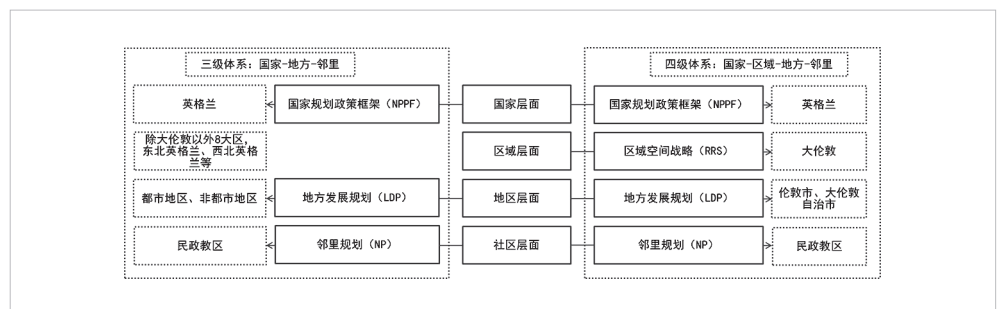 三级体系：国家-地方-邻里
四级体系：国家-区域-地方-邻里
英格兰
国家规划政策框架（NPPF）
国家层面
国家规划政策框架（NPPF）
英格兰
除大伦敦以外8大区，
东北英格兰、西北英格
兰等
区域层面
区域空间战略（RRS）
大伦敦
都市地区、非都市地区
地方发展规划（LDP）
地区层面
地方发展规划（LDP）
伦敦市、大伦敦
自治市
民政教区
邻里规划（NP）
社区层面
邻里规划（NP）
民政教区